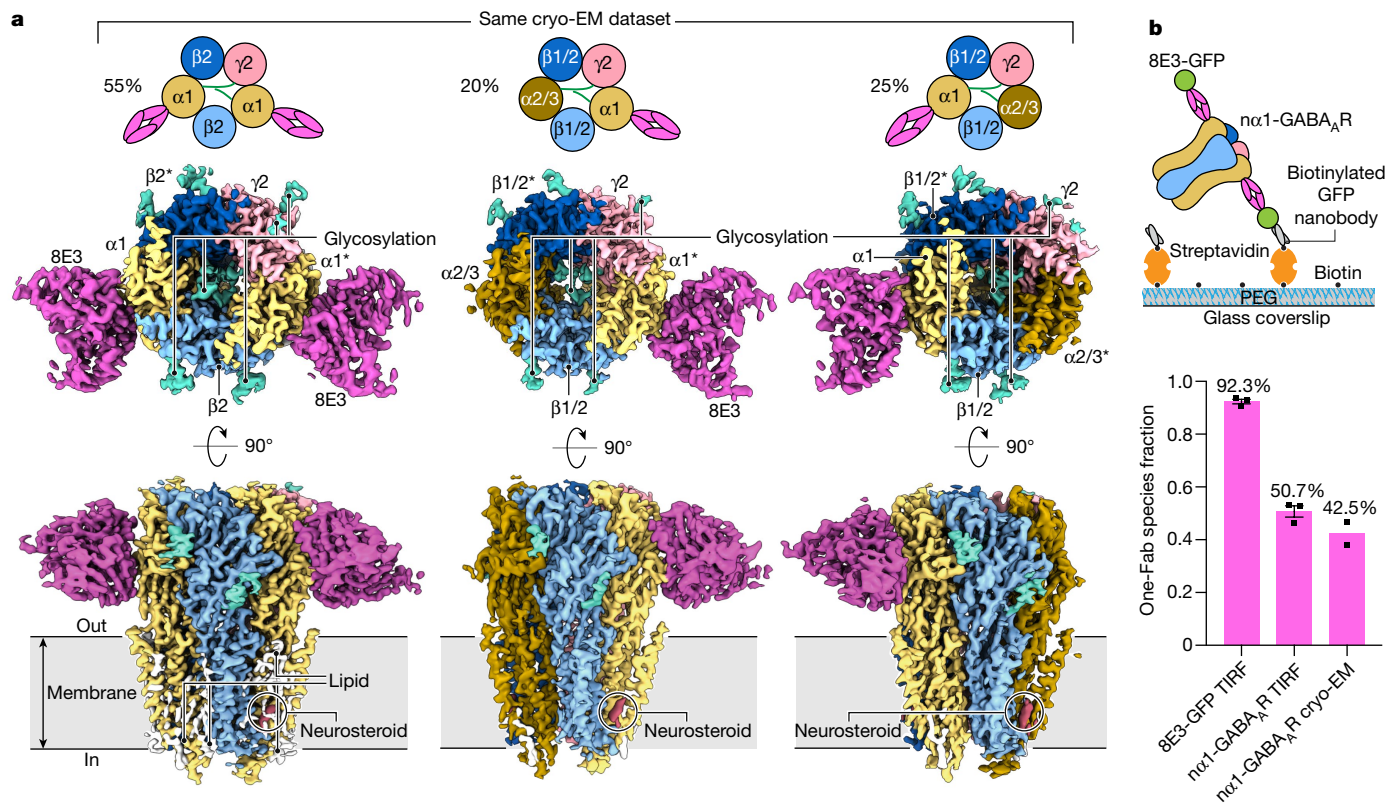 a
Same cryo-EM dataset
55%
β2
γ2
α1
α1
β2
20%
β1/2
γ2
α2/3
α1
β1/2
25%
β1/2
γ2
α1
α2/3
β1/2
β2*
γ2
α1
Glycosylation
α1*
8E3
β2
8E3
β1/2*
γ2
Glycosylation
α2/3
α1*
β1/2
8E3
β1/2*
γ2
α1
α2/3*
β1/2
90°
90°
90°
Out
Membrane
In
Lipid
Neurosteroid
Neurosteroid
Neurosteroid
b
8E3-GFP
nα1-GABAAR
Biotinylated
GFP
nanobody
Streptavidin
Biotin
PEG
Glass coverslip
One-Fab species fraction
1.0
0.8
0.6
0.4
0.2
0
92.3%
50.7%
42.5%
8E3-GFP TIRF
nα1-GABAAR TIRF
nα1-GABAAR cryo-EM